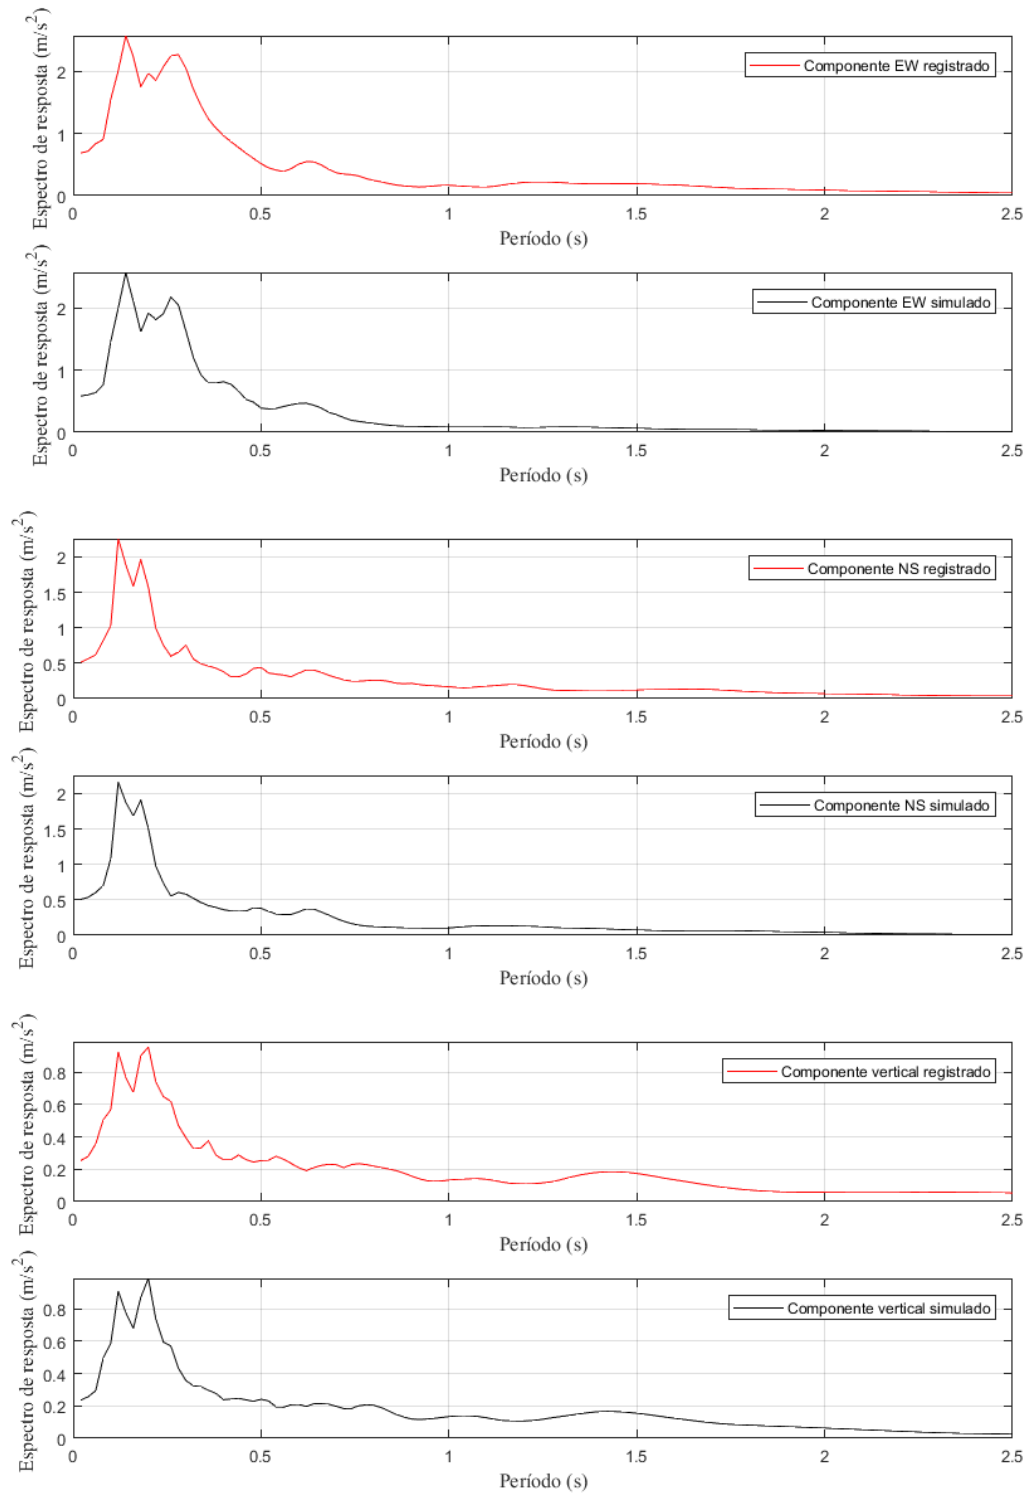 Espectro de resposta (m/s²)
2
1
0
Componente EW registrado
0 0.5 1 1.5 2 2.5
Período (s)
Espectro de resposta (m/s²)
2
1
0
Componente EW simulado
0 0.5 1 1.5 2 2.5
Período (s)
Espectro de resposta (m/s²)
2
1.5
1
0.5
0
Componente NS registrado
0 0.5 1 1.5 2 2.5
Período (s)
Espectro de resposta (m/s²)
2
1.5
1
0.5
0
Componente NS simulado
0 0.5 1 1.5 2 2.5
Período (s)
Espectro de resposta (m/s²)
0.8
0.6
0.4
0.2
0
Componente vertical registrado
0 0.5 1 1.5 2 2.5
Período (s)
Espectro de resposta (m/s²)
0.8
0.6
0.4
0.2
0
Componente vertical simulado
0 0.5 1 1.5 2 2.5
Período (s)